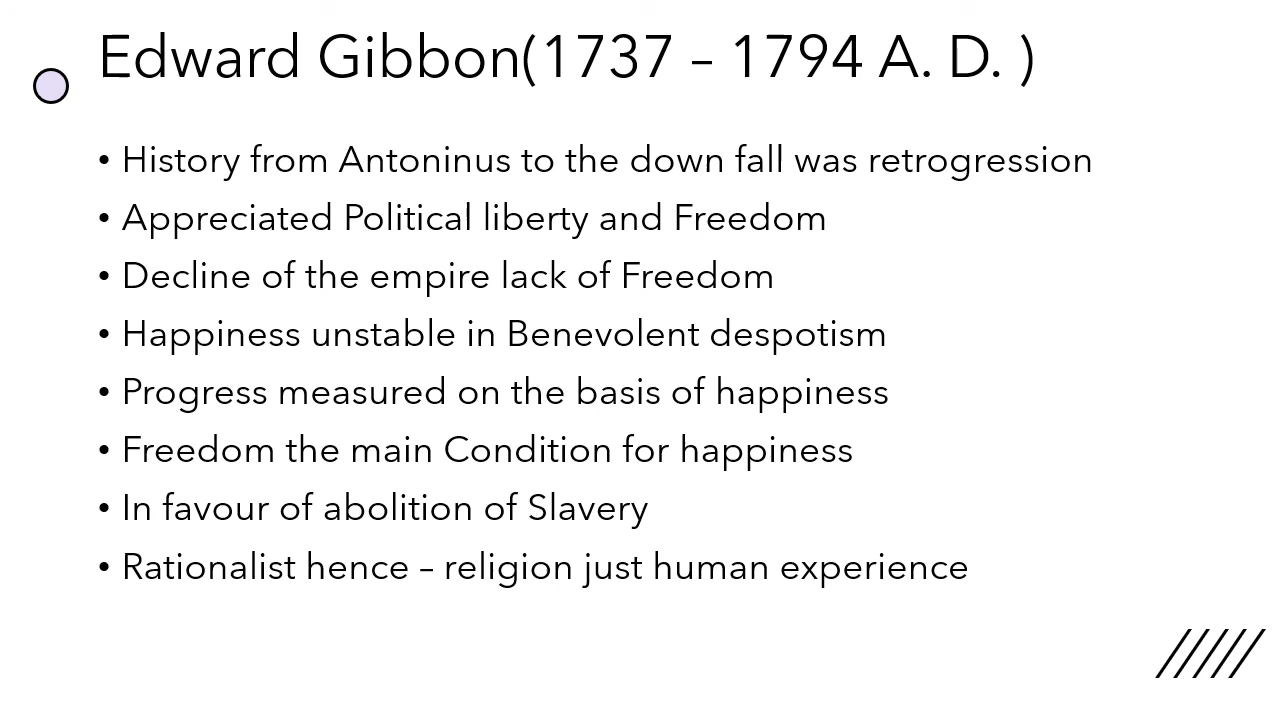 Edward Gibbon(1737 – 1794 A. D. )
• History from Antoninus to the down fall was retrogression
• Appreciated Political liberty and Freedom
• Decline of the empire lack of Freedom
• Happiness unstable in Benevolent despotism
• Progress measured on the basis of happiness
• Freedom the main Condition for happiness
• In favour of abolition of Slavery
• Rationalist hence – religion just human experience